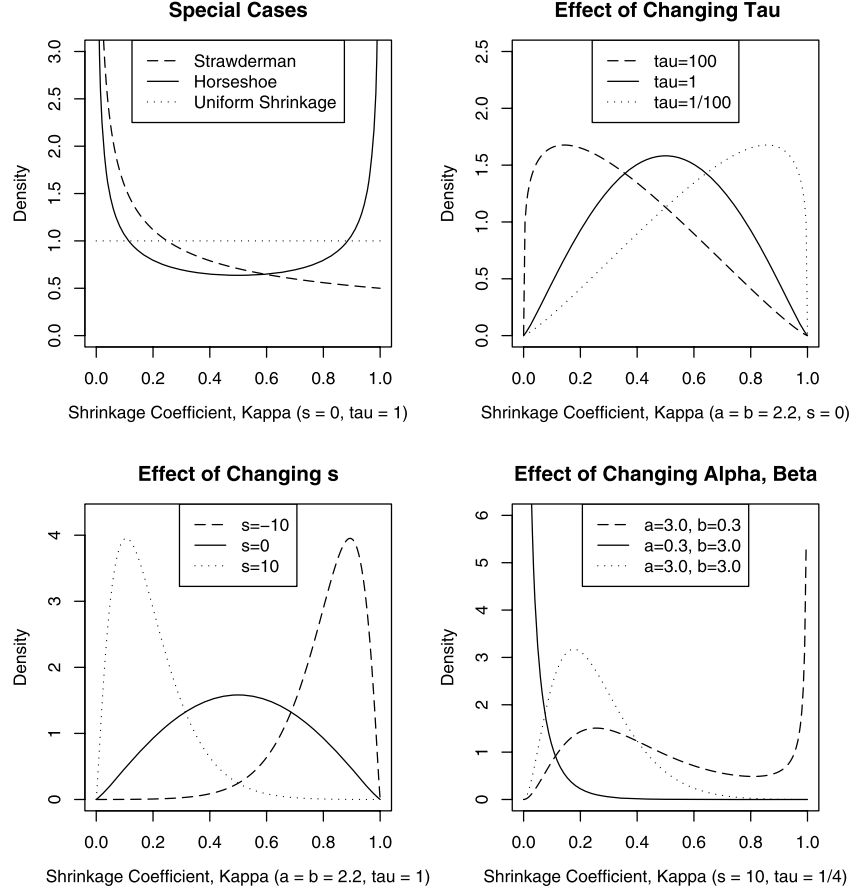 Special Cases
Strawderman
Horseshoe
Uniform Shrinkage
Density
3.0
2.5
2.0
1.5
1.0
0.5
0.0
0.0 0.2 0.4 0.6 0.8 1.0
Shrinkage Coefficient, Kappa (s = 0, tau = 1)
Effect of Changing Tau
tau=100
tau=1
tau=1/100
Density
2.5
2.0
1.5
1.0
0.5
0.0
0.0 0.2 0.4 0.6 0.8 1.0
Shrinkage Coefficient, Kappa (a = b = 2.2, s = 0)
Effect of Changing s
s=−10
s=0
s=10
Density
4
3
2
1
0
0.0 0.2 0.4 0.6 0.8 1.0
Shrinkage Coefficient, Kappa (a = b = 2.2, tau = 1)
Effect of Changing Alpha, Beta
a=3.0, b=0.3
a=0.3, b=3.0
a=3.0, b=3.0
Density
6
5
4
3
2
1
0
0.0 0.2 0.4 0.6 0.8 1.0
Shrinkage Coefficient, Kappa (s = 10, tau = 1/4)